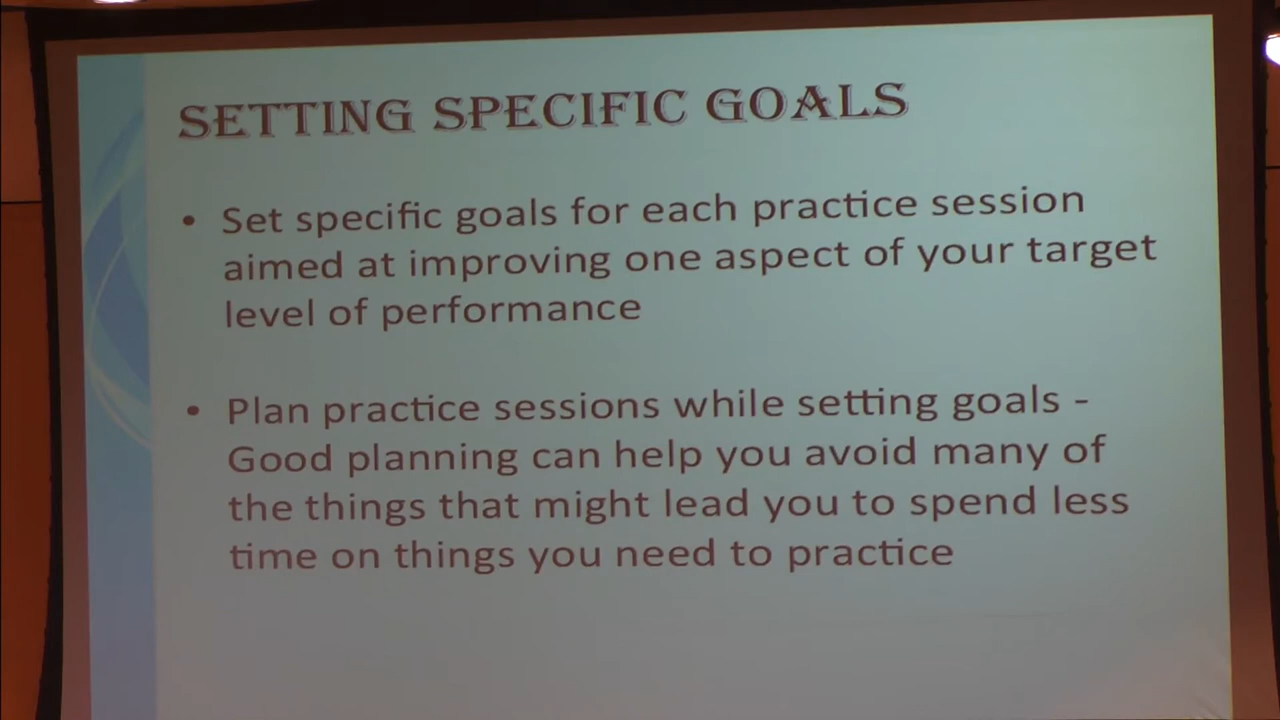 SETTING SPECIFIC GOALS
• Set specific goals for each practice session
aimed at improving one aspect of your target
level of performance
• Plan practice sessions while setting goals -
Good planning can help you avoid many of
the things that might lead you to spend less
time on things you need to practice